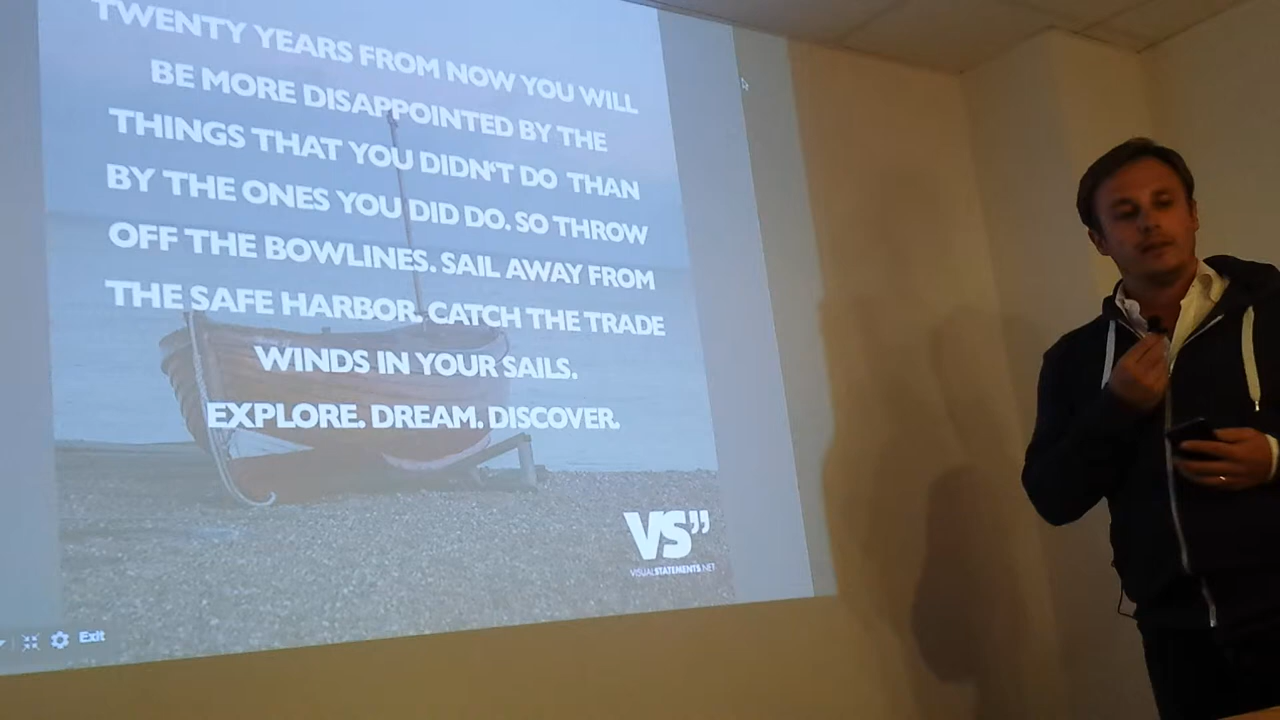 TWENTY YEARS FROM NOW YOU WILL
BE MORE DISAPPOINTED BY THE
THINGS THAT YOU DIDN‘T DO THAN
BY THE ONES YOU DID DO. SO THROW
OFF THE BOWLINES. SAIL AWAY FROM
THE SAFE HARBOR. CATCH THE TRADE
WINDS IN YOUR SAILS.
EXPLORE. DREAM. DISCOVER.
VS”
VISUALSTATEMENTS.NET
Exit